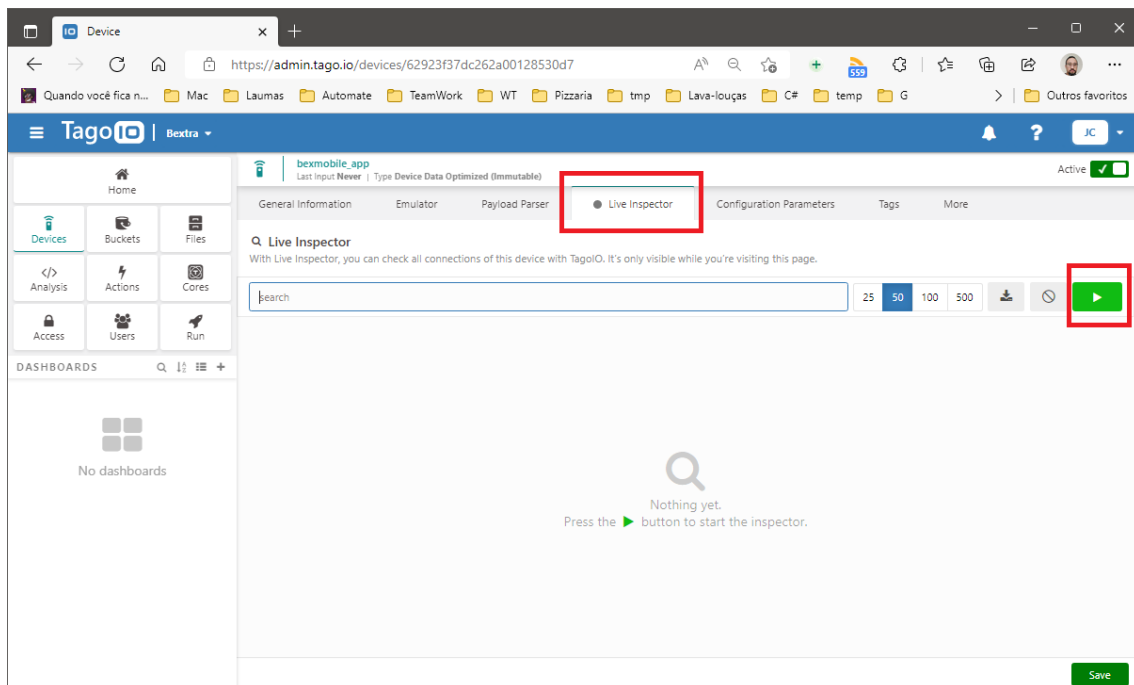 IO Device
https://admin.tago.io/devices/62923f37dc262a00128530d7
559
Quando você fica n... Mac Laumas Automate TeamWork WT Pizzaria tmp Lava-louças C# temp G Outros favoritos
Tago IO | Bextra JC
Home
Devices Buckets Files
Analysis Actions Cores
Access Users Run
DASHBOARDS
No dashboards
bexmobile_app
Last Input Never | Type Device Data Optimized (Immutable)
Active
General Information Emulator Payload Parser Live Inspector Configuration Parameters Tags More
Live Inspector
With Live Inspector, you can check all connections of this device with TagoIO. It's only visible while you're visiting this page.
search 25 50 100 500
Nothing yet.
Press the button to start the inspector.
Save